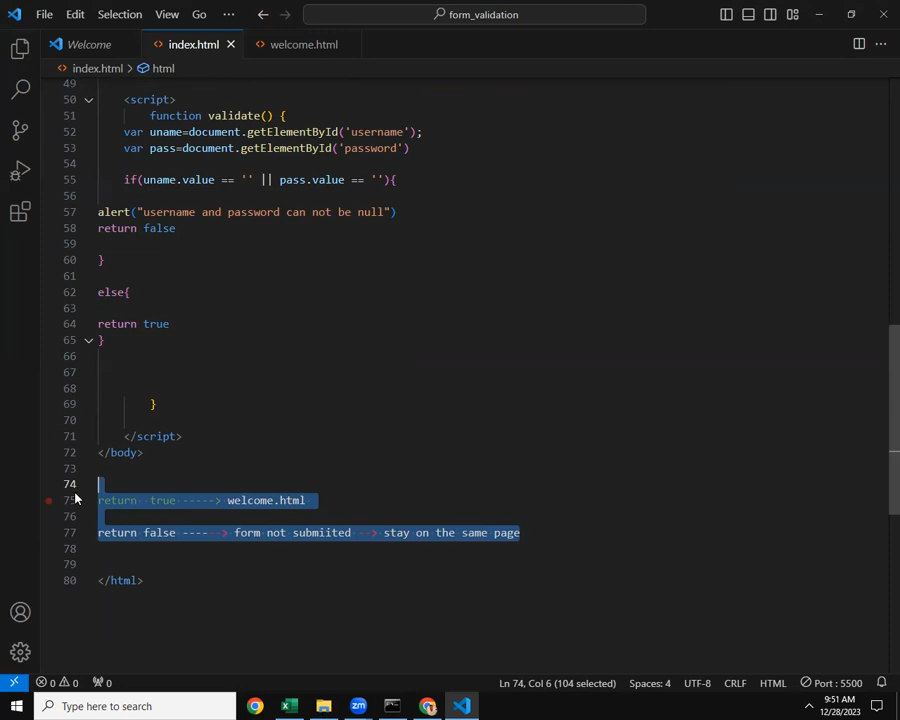 File Edit Selection View Go ··· form_validation
Welcome index.html welcome.html
index.html > html
49
50 <script>
51 function validate() {
52 var uname=document.getElementById('username');
53 var pass=document.getElementById('password')
54
55 if(uname.value == '' || pass.value == ''){
56
57 alert("username and password can not be null")
58 return false
59
60 }
61
62 else{
63
64 return true
65 }
66
67
68
69 }
70
71 </script>
72 </body>
73
74
75 return true ------> welcome.html
76
77 return false -----> form not submiited ---> stay on the same page
78
79
80 </html>
0 0 0 Ln 74, Col 6 (104 selected) Spaces: 4 UTF-8 CRLF HTML Port : 5500
Type here to search 9:51 AM
12/28/2023